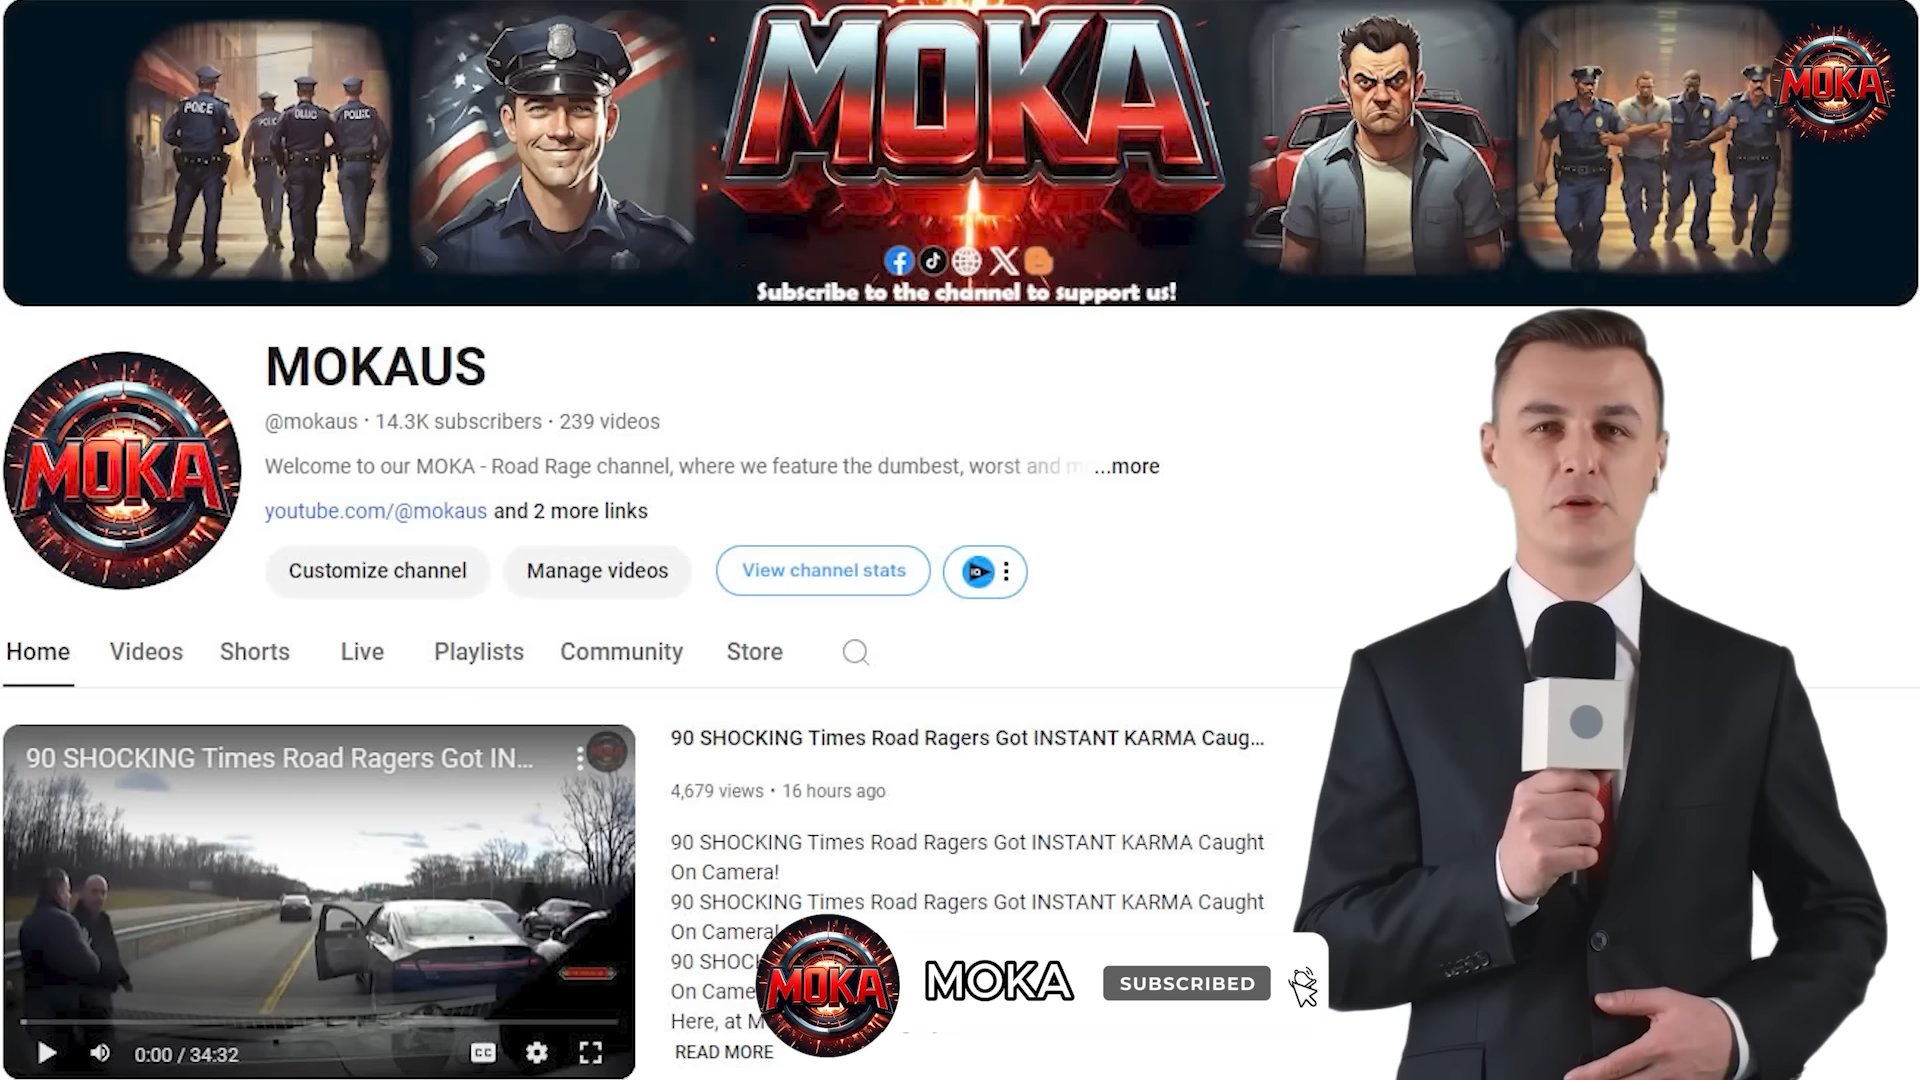 POLICE
POLICE
MOKA
MOKA
Subscribe to the channel to support us!
MOKA
MOKAUS
@mokaus · 14.3K subscribers · 239 videos
Welcome to our MOKA - Road Rage channel, where we feature the dumbest, worst and ...more
youtube.com/@mokaus and 2 more links
Customize channel
Manage videos
View channel stats
Home
Videos
Shorts
Live
Playlists
Community
Store
90 SHOCKING Times Road Ragers Got IN...
0:00 / 34:32
CC
90 SHOCKING Times Road Ragers Got INSTANT KARMA Caug...
4,679 views · 16 hours ago
90 SHOCKING Times Road Ragers Got INSTANT KARMA Caught
On Camera!
90 SHOCKING Times Road Ragers Got INSTANT KARMA Caught
On Camera!
90 SHOC
On Came
Here, at M
READ MORE
MOKA
MOKA
SUBSCRIBED